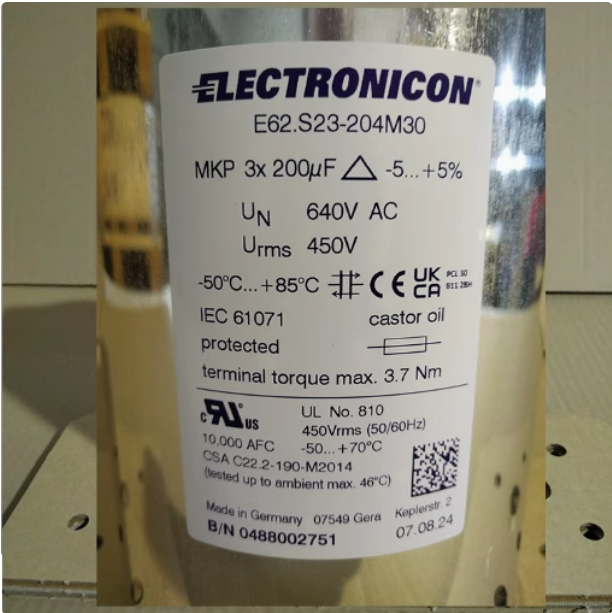 ELECTRONICON®
E62.S23-204M30
MKP 3x 200µF △ -5...+5%
UN 640V AC
Urms 450V
-50°C...+85°C CE UK CA
IEC 61071 castor oil
protected
terminal torque max. 3.7 Nm
c RU US UL No. 810
450Vrms (50/60Hz)
10,000 AFC -50...+70°C
CSA C22.2-190-M2014
(tested up to ambient max. 46°C)
Made in Germany 07549 Gera Keplerstr. 2
B/N 0488002751 07.08.24